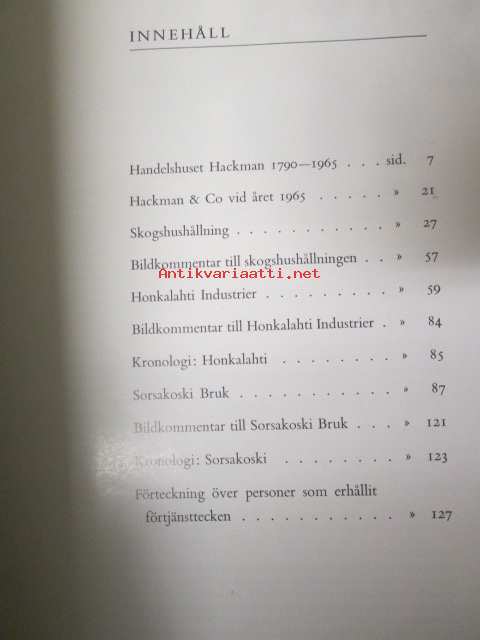 INNEHÅLL
Handelshuset Hackman 1790—1965 . . . sid. 7
Hackman & Co vid året 1965 . . . . . » 21
Skogshushållning . . . . . . . . . . . » 27
Bildkommentar till skogshushållningen . . » 57
Antikvariaatti.net
Honkalahti Industrier . . . . . . . . . » 59
Bildkommentar till Honkalahti Industrier . » 84
Kronologi: Honkalahti . . . . . . . . » 85
Sorsakoski Bruk . . . . . . . . . . . » 87
Bildkommentar till Sorsakoski Bruk . . . » 121
Kronologi: Sorsakoski . . . . . . . . » 123
Förteckning över personer som erhållit
förtjänsttecken . . . . . . . . . . . » 127